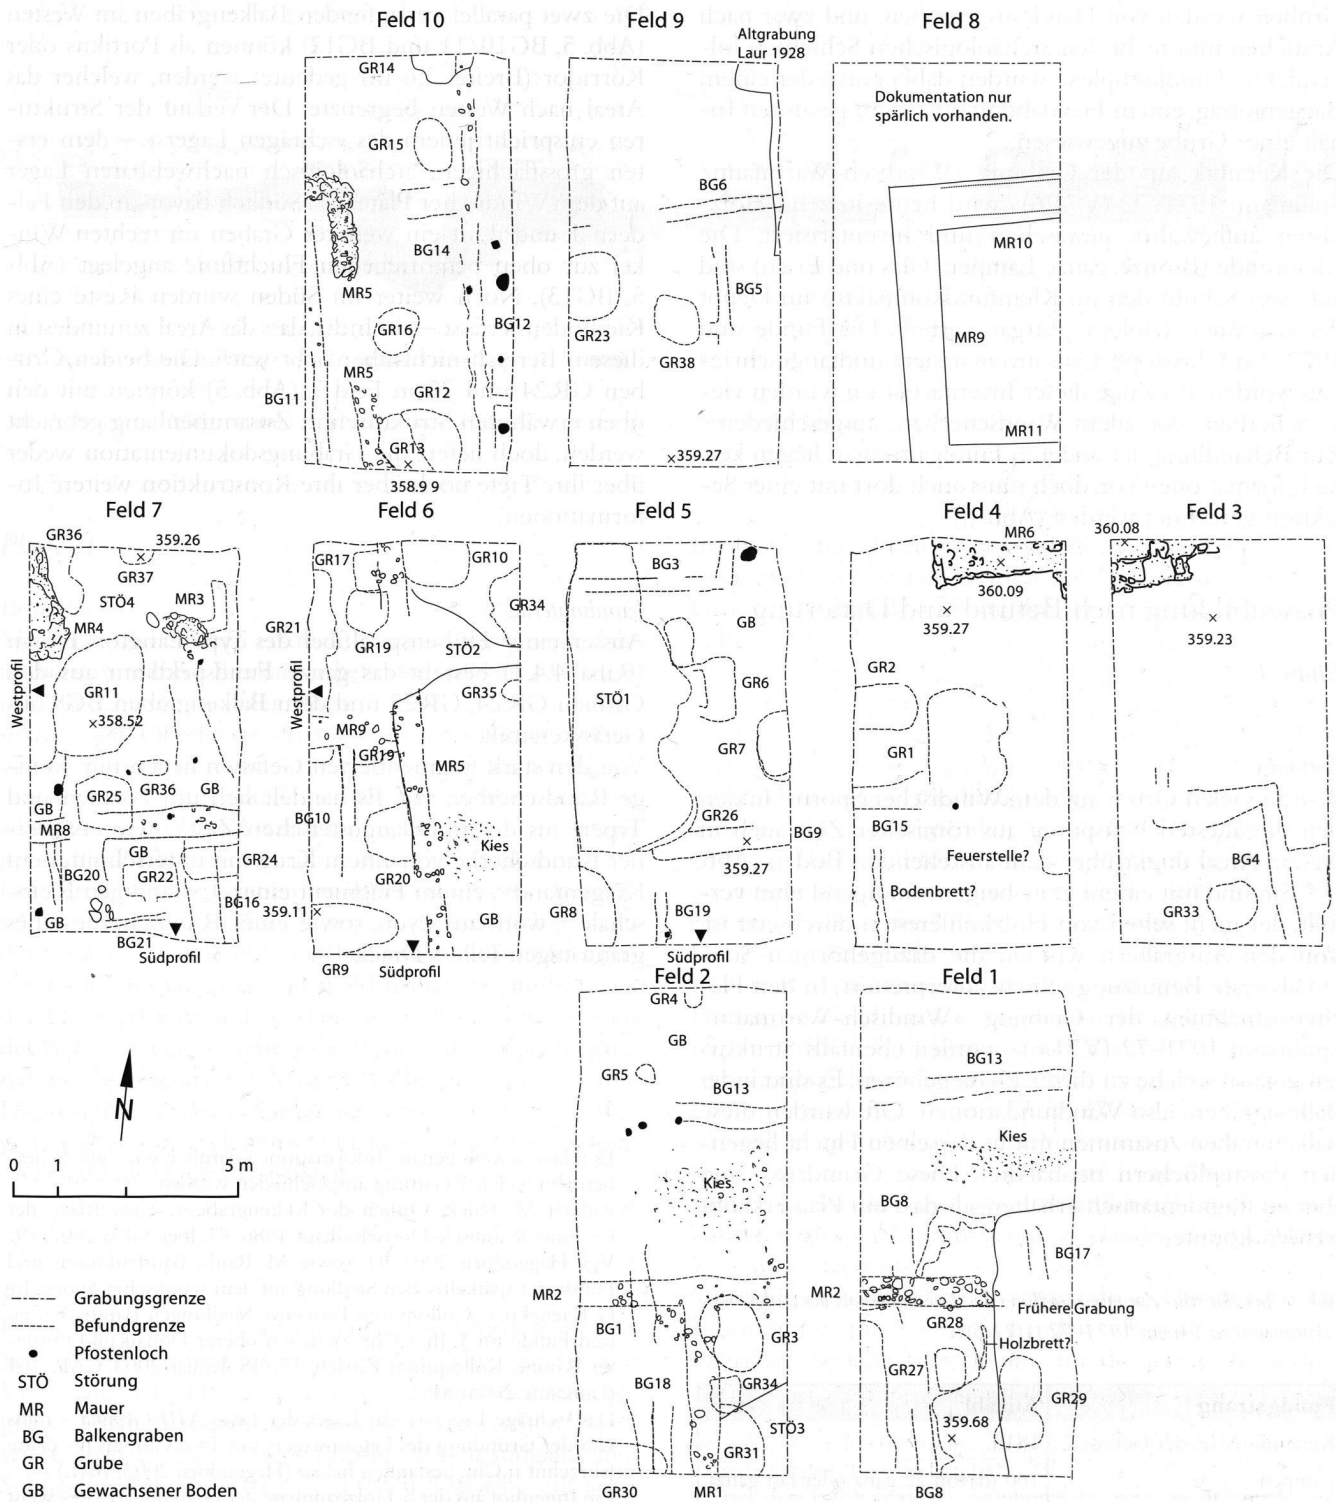 Feld 10
Feld 9
Feld 8
Altgrabung
Laur 1928
GR14
GR15
MR5
BG14
GR16
BG12
MR5
BG11
GR12
GR13
358.99
BG6
BG5
GR23
GR38
359.27
Dokumentation nur
spärlich vorhanden.
MR10
MR9
MR11
Feld 7
Feld 6
Feld 5
Feld 4
Feld 3
GR36
359.26
GR37
STÖ4
MR3
MR4
Westprofil
GR11
358.52
GR25
GR36
GB
GB
MR8
GB
GR24
BG20
GR22
GB
BG16
BG21
Südprofil
GR17
GR10
GR34
GR21
GR19
STÖ2
Westprofil
GR35
MR9
GR19
MR5
BG10
Kies
GR20
359.11
GB
GR9
Südprofil
BG3
GB
STÖ1
GR6
GR7
GR26
BG9
359.27
GR8
BG19
Südprofil
MR6
360.09
359.27
GR2
GR1
BG15
Feuerstelle?
Bodenbrett?
360.08
359.23
BG4
GR33
Feld 2
Feld 1
GR4
GB
GR5
BG13
Kies
MR2
BG1
GR3
BG18
GR34
STÖ3
GR31
GR30
MR1
BG13
Kies
BG8
BG17
MR2
Frühere Grabung
GR28
Holzbrett?
GR27
GR29
359.68
BG8
N
0 1 5 m
Grabungsgrenze
Befundgrenze
Pfostenloch
STÖ Störung
MR Mauer
BG Balkengraben
GR Grube
GB Gewachsener Boden